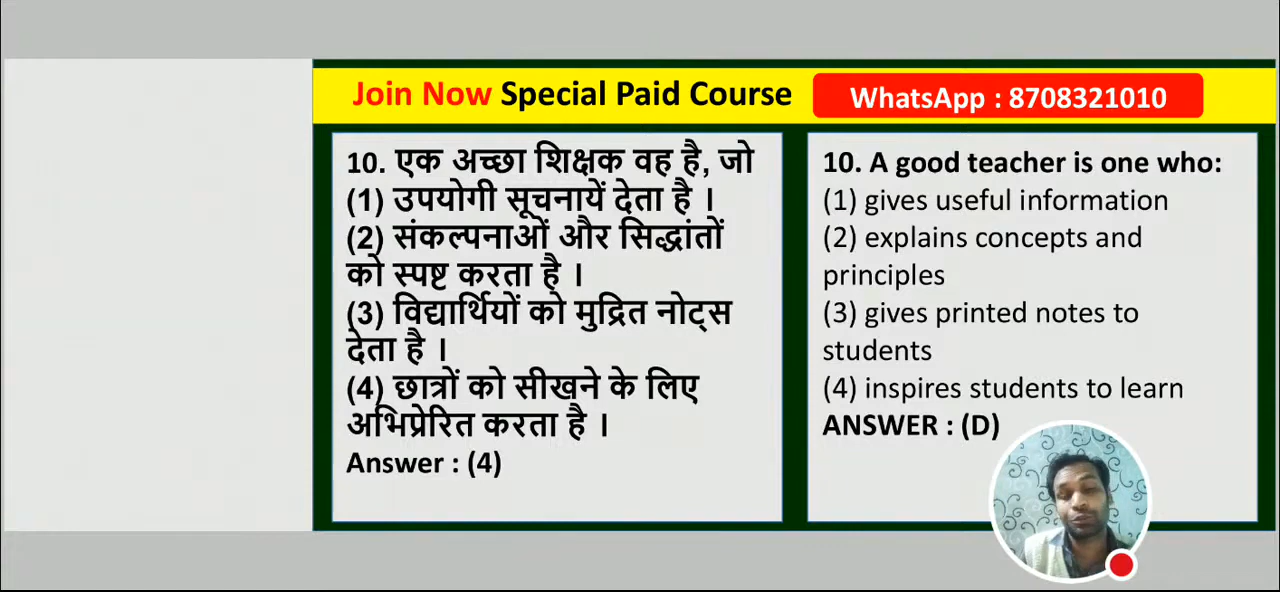 Join Now Special Paid Course
WhatsApp : 8708321010
10. एक अच्छा शिक्षक वह है, जो
(1) उपयोगी सूचनायें देता है ।
(2) संकल्पनाओं और सिद्धांतों
को स्पष्ट करता है ।
(3) विद्यार्थियों को मुद्रित नोट्स
देता है ।
(4) छात्रों को सीखने के लिए
अभिप्रेरित करता है ।
Answer : (4)
10. A good teacher is one who:
(1) gives useful information
(2) explains concepts and
principles
(3) gives printed notes to
students
(4) inspires students to learn
ANSWER : (D)